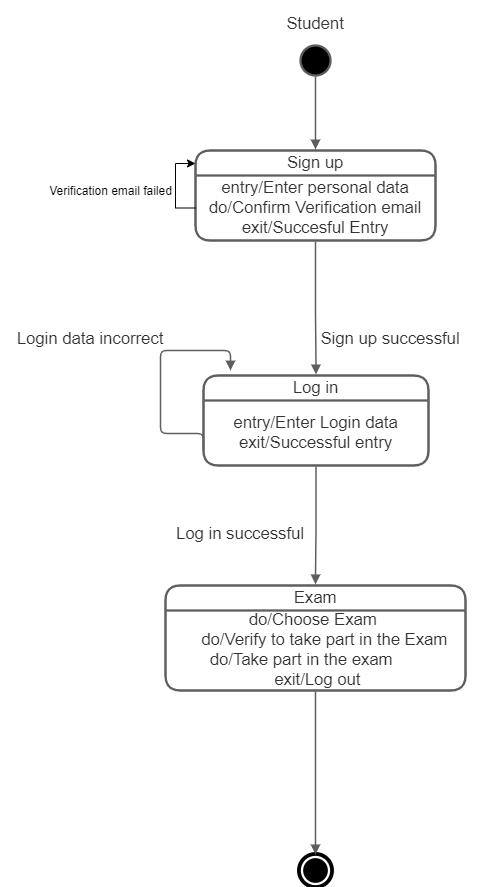 Student
Sign up
Verification email failed
entry/Enter personal data
do/Confirm Verification email
exit/Succesful Entry
Login data incorrect
Sign up successful
Log in
entry/Enter Login data
exit/Successful entry
Log in successful
Exam
do/Choose Exam
do/Verify to take part in the Exam
do/Take part in the exam
exit/Log out